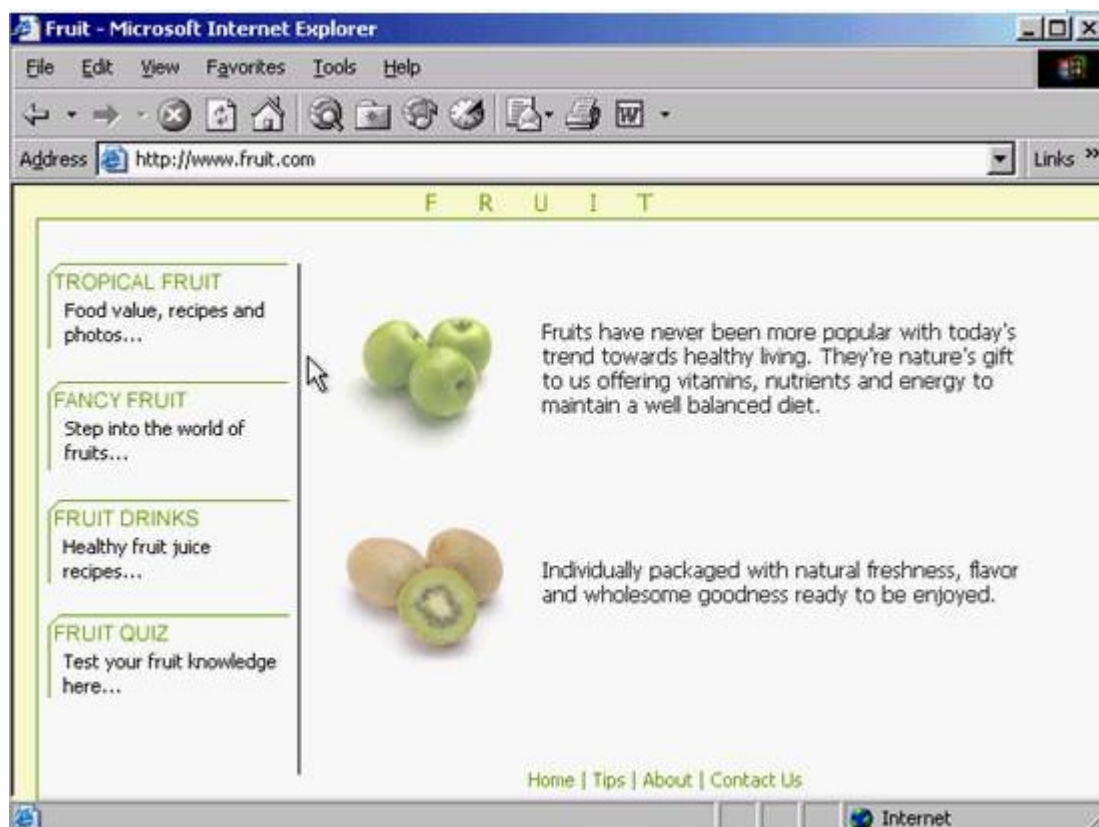 Fruit - Microsoft Internet Explorer
File Edit View Favorites Tools Help
W
Address http://www.fruit.com Links »
F R U I T
TROPICAL FRUIT
Food value, recipes and
photos...
FANCY FRUIT
Step into the world of
fruits...
FRUIT DRINKS
Healthy fruit juice
recipes...
FRUIT QUIZ
Test your fruit knowledge
here...
Fruits have never been more popular with today's
trend towards healthy living. They're nature's gift
to us offering vitamins, nutrients and energy to
maintain a well balanced diet.
Individually packaged with natural freshness, flavor
and wholesome goodness ready to be enjoyed.
Home | Tips | About | Contact Us
Internet